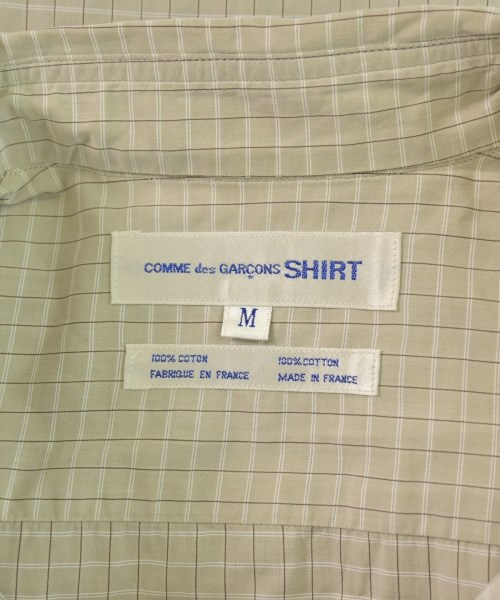 COMME des GARÇONS SHIRT
M
100% COTON 100% COTTON
FABRIQUE EN FRANCE MADE IN FRANCE